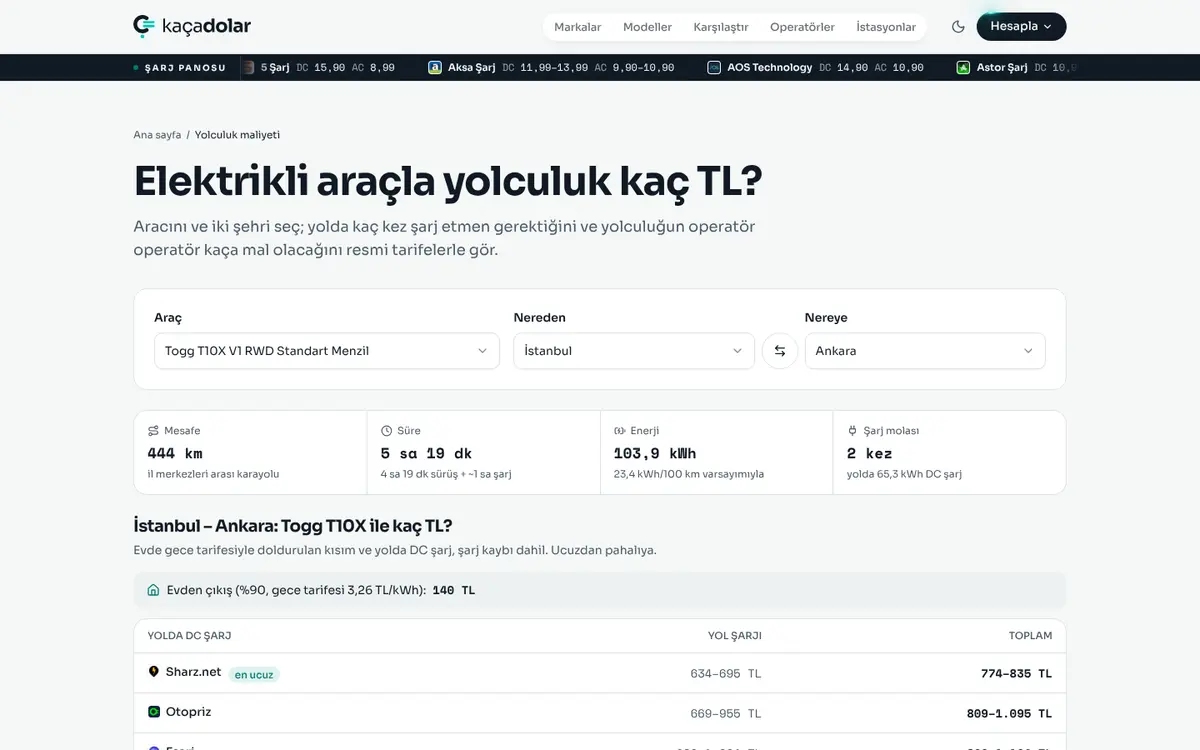 kaçadolar
Markalar Modeller Karşılaştır Operatörler İstasyonlar
Hesapla
ŞARJ PANOSU 5 Şarj DC 15,90 AC 8,99 Aksa Şarj DC 11,99–13,99 AC 9,90–10,90 AOS Technology DC 14,90 AC 10,90 Astor Şarj DC
Ana sayfa / Yolculuk maliyeti
Elektrikli araçla yolculuk kaç TL?
Aracını ve iki şehri seç; yolda kaç kez şarj etmen gerektiğini ve yolculuğun operatör
operatör kaça mal olacağını resmi tarifelerle gör.
Araç Nereden Nereye
Togg T10X V1 RWD Standart Menzil İstanbul Ankara
Mesafe Süre Enerji Şarj molası
444 km 5 sa 19 dk 103,9 kWh 2 kez
il merkezleri arası karayolu 4 sa 19 dk sürüş + ~1 sa şarj 23,4 kWh/100 km varsayımıyla yolda 65,3 kWh DC şarj
İstanbul – Ankara: Togg T10X ile kaç TL?
Evde gece tarifesiyle doldurulan kısım ve yolda DC şarj, şarj kaybı dahil. Ucuzdan pahalıya.
Evden çıkış (%90, gece tarifesi 3,26 TL/kWh): 140 TL
YOLDA DC ŞARJ YOL ŞARJI TOPLAM
Sharz.net en ucuz 634–695 TL 774–835 TL
Otopriz 669–955 TL 809–1.095 TL